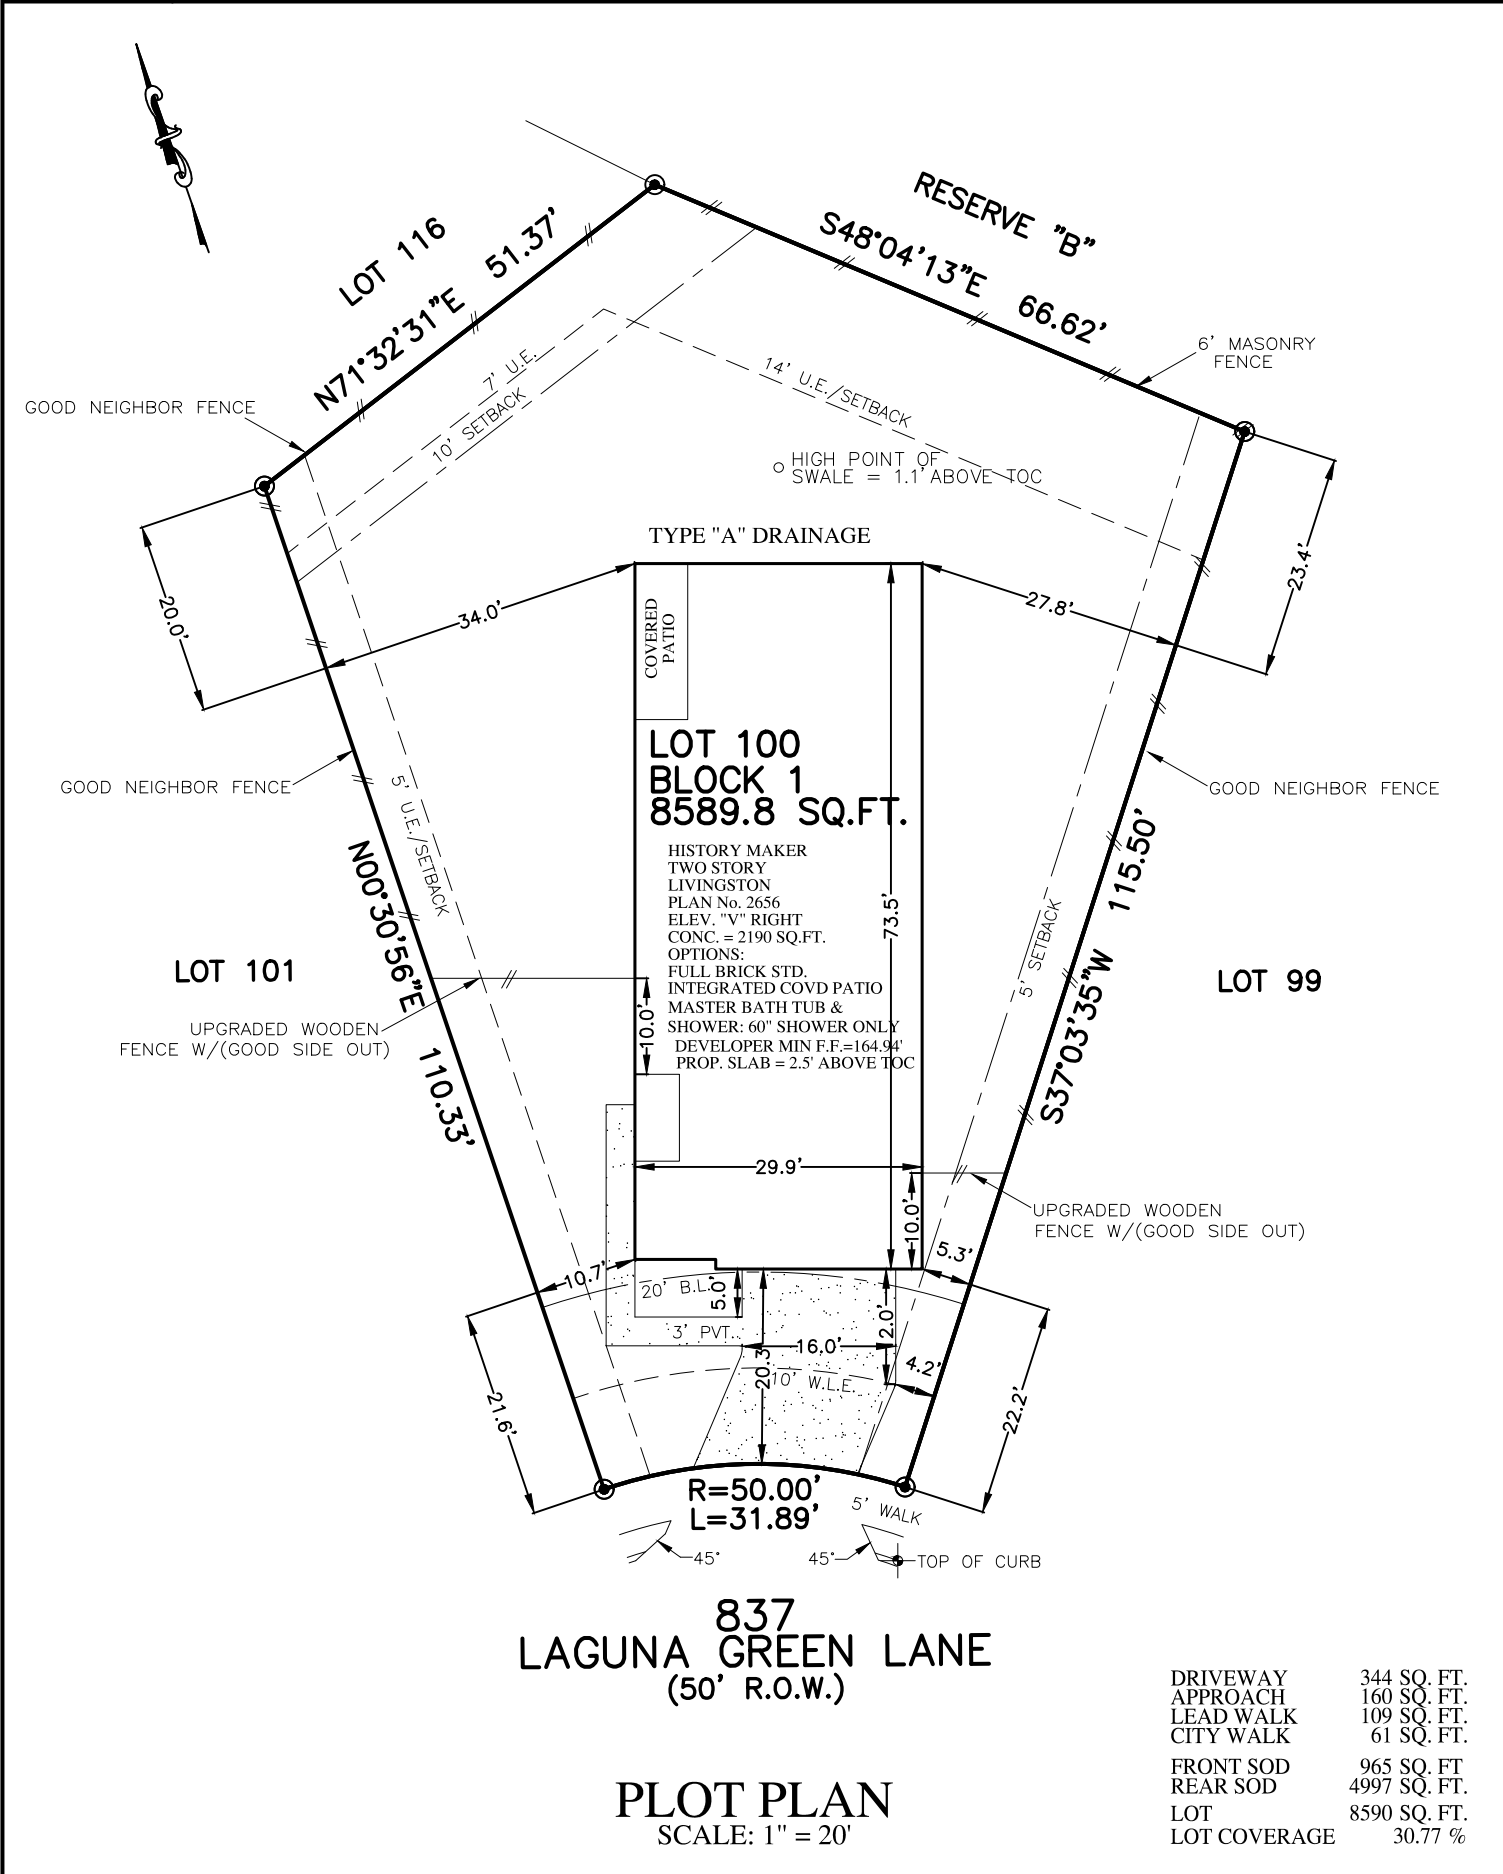 RESERVE "B"
S48°04'13"E 66.62'
LOT 116
N71°32'31"E 51.37'
6' MASONRY
FENCE
GOOD NEIGHBOR FENCE
7' U.E.
10' SETBACK
14' U.E./SETBACK
HIGH POINT OF
SWALE = 1.1' ABOVE TOC
TYPE "A" DRAINAGE
20.0'
34.0'
27.8'
23.4'
COVERED
PATIO
LOT 100
BLOCK 1
8589.8 SQ.FT.
GOOD NEIGHBOR FENCE
GOOD NEIGHBOR FENCE
5' U.E./SETBACK
HISTORY MAKER
TWO STORY
LIVINGSTON
PLAN No. 2656
ELEV. "V" RIGHT
CONC. = 2190 SQ.FT.
OPTIONS:
FULL BRICK STD.
INTEGRATED COVD PATIO
MASTER BATH TUB &
SHOWER: 60" SHOWER ONLY
DEVELOPER MIN F.F.=164.94'
PROP. SLAB = 2.5' ABOVE TOC
73.5'
N00°30'56"E 110.33'
S37°03'35"W 115.50'
5' SETBACK
LOT 101
LOT 99
UPGRADED WOODEN
FENCE W/(GOOD SIDE OUT)
10.0'
29.9'
10.0'
UPGRADED WOODEN
FENCE W/(GOOD SIDE OUT)
5.3'
10.7'
20' B.L.
5.0'
3' PVT.
16.0'
2.0'
20.3'
10' W.L.E.
4.2'
21.6'
22.2'
R=50.00'
L=31.89'
5' WALK
45°
45°
TOP OF CURB
837
LAGUNA GREEN LANE
(50' R.O.W.)
PLOT PLAN
SCALE: 1" = 20'
DRIVEWAY 344 SQ. FT.
APPROACH 160 SQ. FT.
LEAD WALK 109 SQ. FT.
CITY WALK 61 SQ. FT.
FRONT SOD 965 SQ. FT
REAR SOD 4997 SQ. FT.
LOT 8590 SQ. FT.
LOT COVERAGE 30.77 %